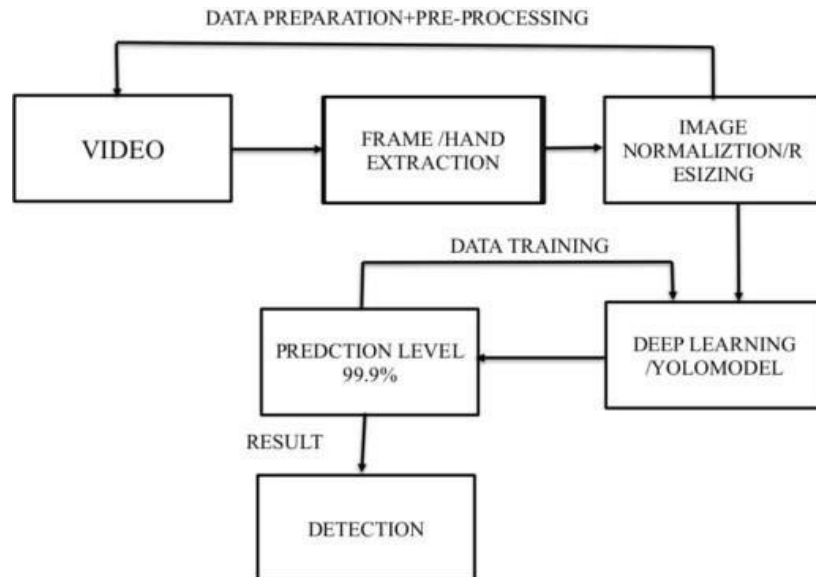 DATA PREPARATION+PRE-PROCESSING
VIDEO
FRAME /HAND
EXTRACTION
IMAGE
NORMALIZTION/R
ESIZING
DATA TRAINING
PREDCTION LEVEL
99.9%
DEEP LEARNING
/YOLOMODEL
RESULT
DETECTION